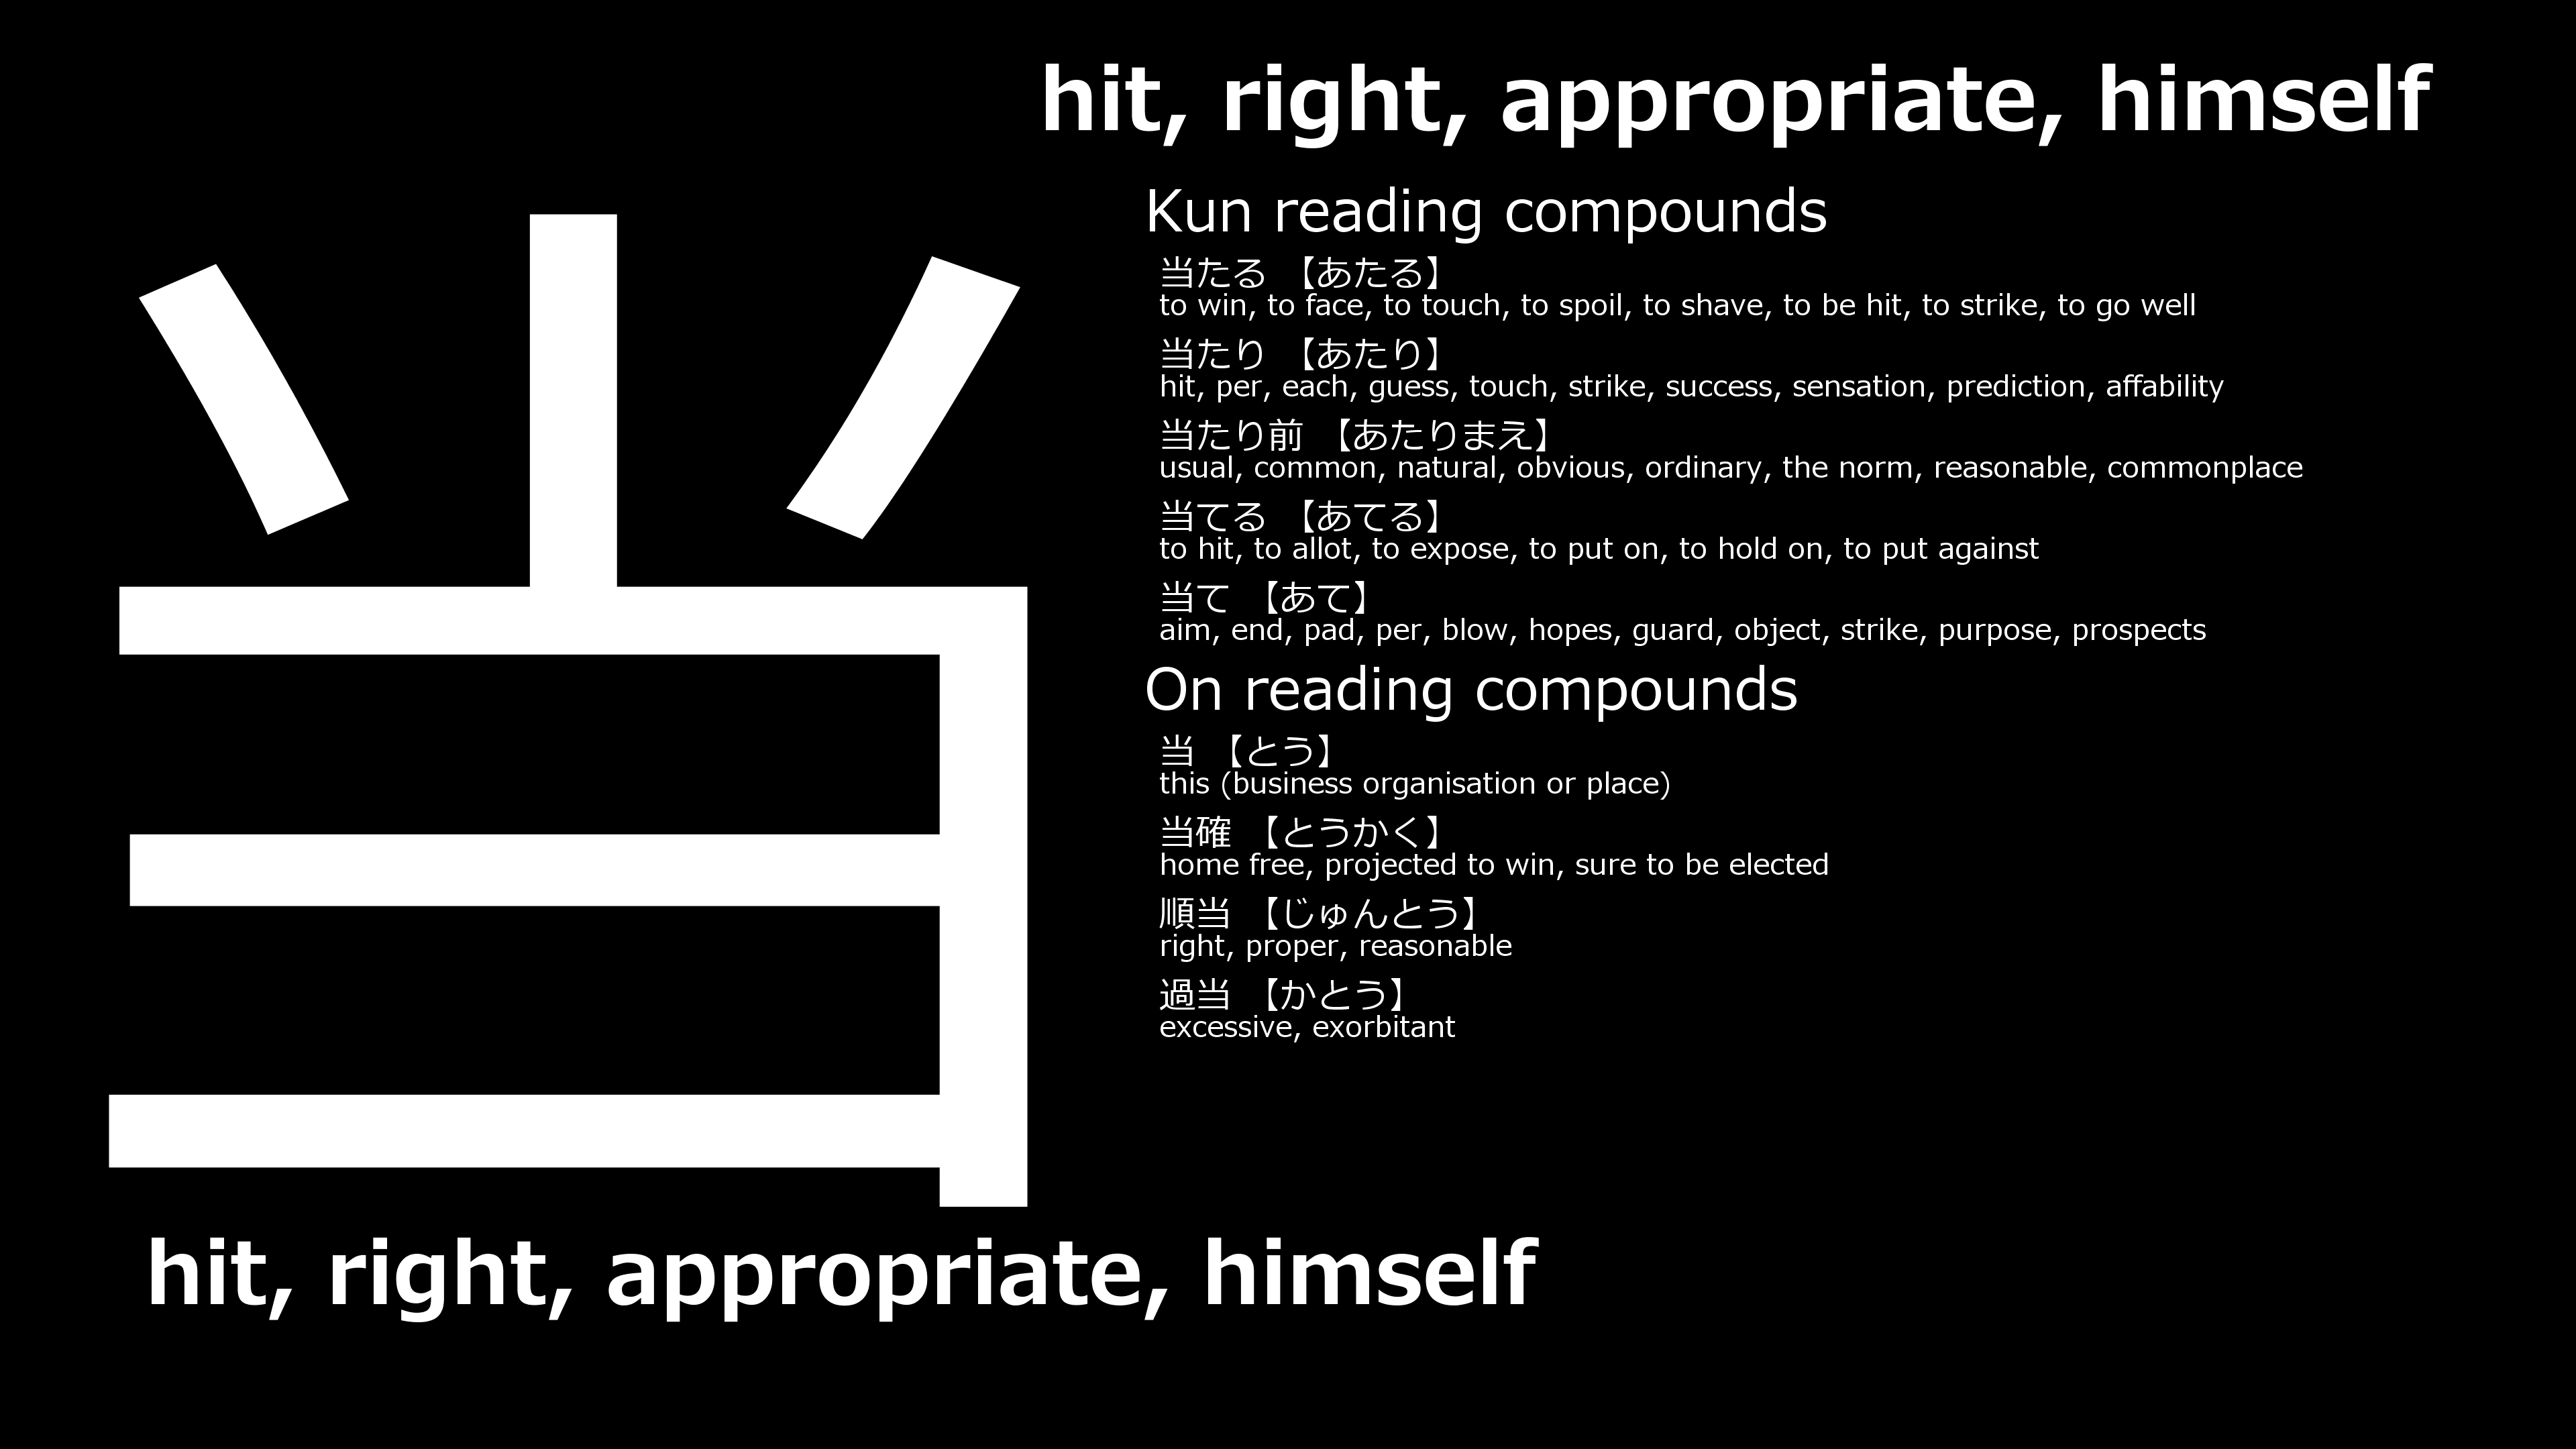 hit, right, appropriate, himself
当
Kun reading compounds
当たる 【あたる】
to win, to face, to touch, to spoil, to shave, to be hit, to strike, to go well
当たり 【あたり】
hit, per, each, guess, touch, strike, success, sensation, prediction, affability
当たり前 【あたりまえ】
usual, common, natural, obvious, ordinary, the norm, reasonable, commonplace
当てる 【あてる】
to hit, to allot, to expose, to put on, to hold on, to put against
当て 【あて】
aim, end, pad, per, blow, hopes, guard, object, strike, purpose, prospects
On reading compounds
当 【とう】
this (business organisation or place)
当確 【とうかく】
home free, projected to win, sure to be elected
順当 【じゅんとう】
right, proper, reasonable
過当 【かとう】
excessive, exorbitant
hit, right, appropriate, himself